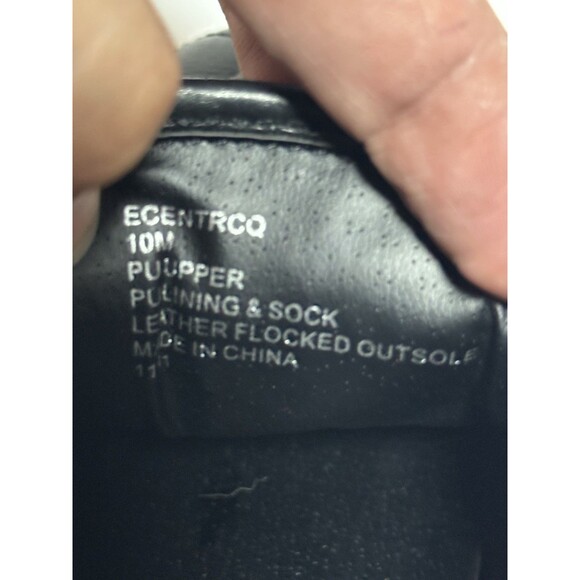 ECENTRCQ
10M
PU UPPER
PU LINING & SOCK
LEATHER FLOCKED OUTSOLE
MADE IN CHINA